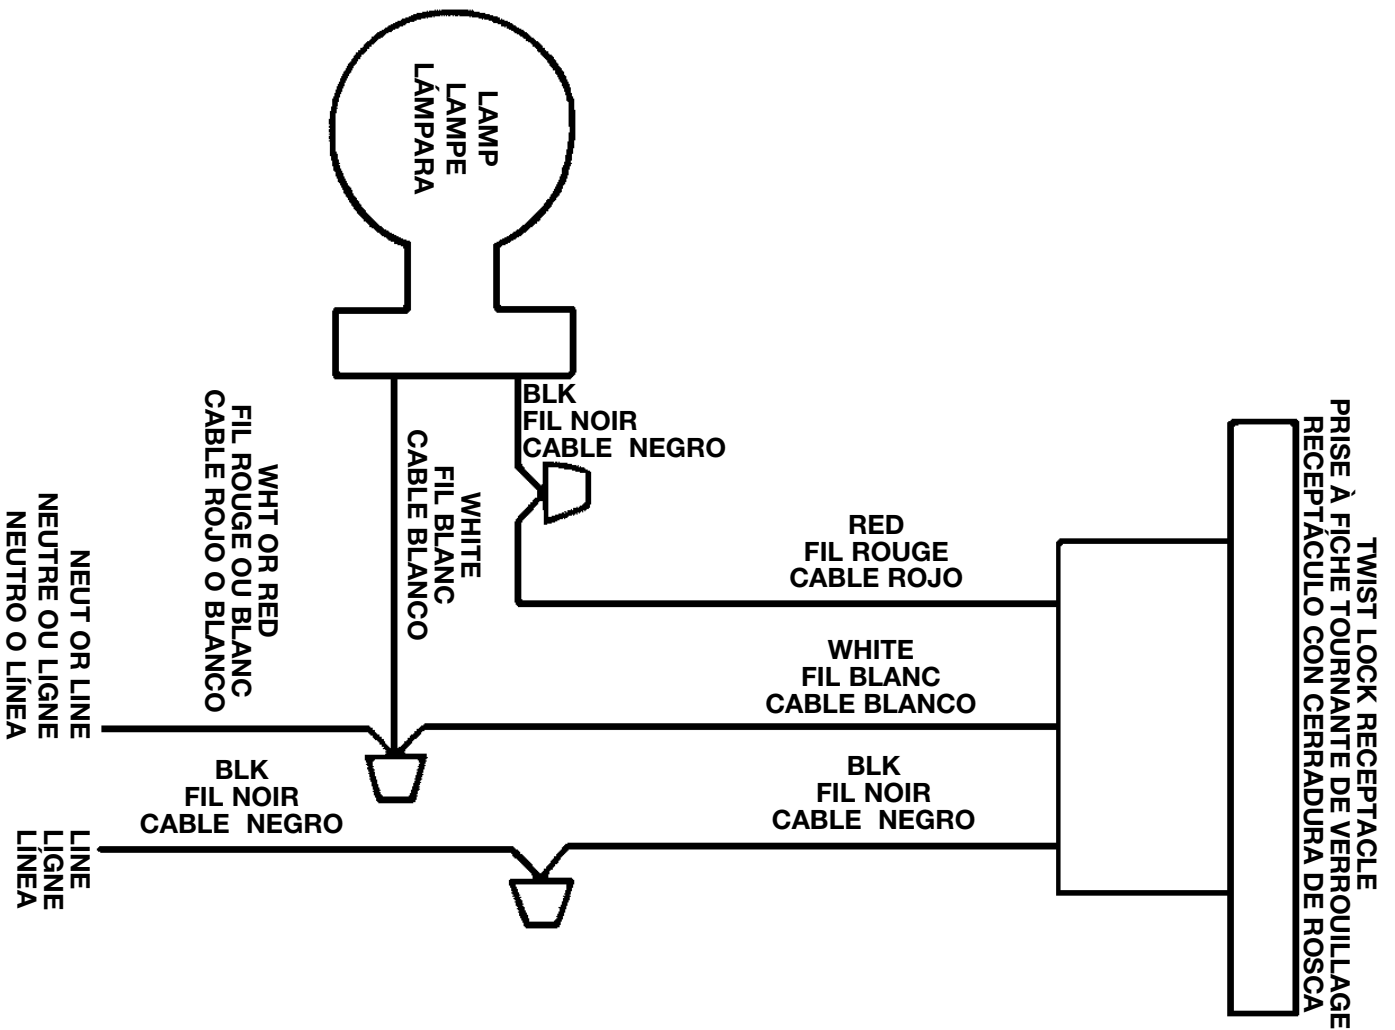 LAMP
LAMPE
LÁMPARA
BLK
FIL NOIR
CABLE NEGRO
WHITE
FIL BLANC
CABLE BLANCO
WHT OR RED
FIL ROUGE OU BLANC
CABLE ROJO O BLANCO
NEUT OR LINE
NEUTRE OU LIGNE
NEUTRO O LÍNEA
RED
FIL ROUGE
CABLE ROJO
WHITE
FIL BLANC
CABLE BLANCO
BLK
FIL NOIR
CABLE NEGRO
BLK
FIL NOIR
CABLE NEGRO
LINE
LIGNE
LÍNEA
TWIST LOCK RECEPTACLE
PRISE À FICHE TOURNANTE DE VERROUILLAGE
RECEPTÁCULO CON CERRADURA DE ROSCA